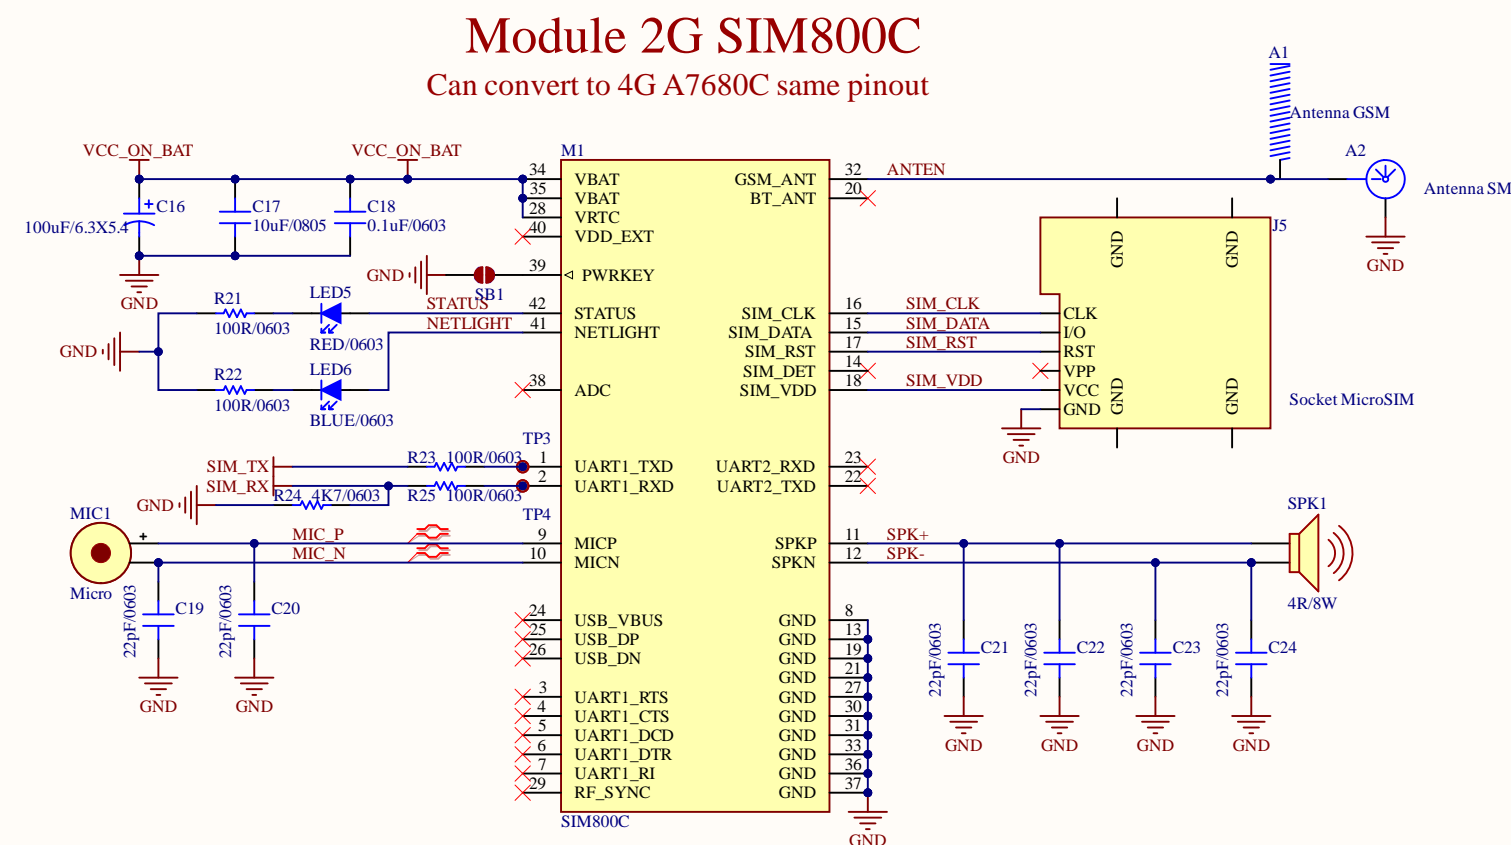 Module 2G SIM800C
Can convert to 4G A7680C same pinout
A1
Antenna GSM
A2
Antenna SM
GND
VCC_ON_BAT
VCC_ON_BAT
C16
100uF/6.3X5.4
C17
10uF/0805
C18
0.1uF/0603
GND
GND
SB1
R21
100R/0603
LED5
RED/0603
STATUS
NETLIGHT
GND
R22
100R/0603
LED6
BLUE/0603
TP3
SIM_TX
R23 100R/0603
SIM_RX
R25 100R/0603
R24 4K7/0603
GND
TP4
MIC1
+
Micro
MIC_P
MIC_N
C19
22pF/0603
C20
22pF/0603
GND
GND
M1
34 VBAT
35 VBAT
28 VRTC
40 VDD_EXT
39 PWRKEY
42 STATUS
41 NETLIGHT
38 ADC
1 UART1_TXD
2 UART1_RXD
9 MICP
10 MICN
24 USB_VBUS
25 USB_DP
26 USB_DN
3 UART1_RTS
4 UART1_CTS
5 UART1_DCD
6 UART1_DTR
7 UART1_RI
29 RF_SYNC
SIM800C
GSM_ANT 32 ANTEN
BT_ANT 20
SIM_CLK 16 SIM_CLK
SIM_DATA 15 SIM_DATA
SIM_RST 17 SIM_RST
SIM_DET 14
SIM_VDD 18 SIM_VDD
UART2_RXD 23
UART2_TXD 22
SPKP 11 SPK+
SPKN 12 SPK-
GND 8
GND 13
GND 19
GND 21
GND 27
GND 30
GND 31
GND 33
GND 36
GND 37
GND
J5
GND
GND
CLK
I/O
RST
VPP
VCC
GND
GND
GND
Socket MicroSIM
GND
SPK1
4R/8W
C21
22pF/0603
C22
22pF/0603
C23
22pF/0603
C24
22pF/0603
GND
GND
GND
GND